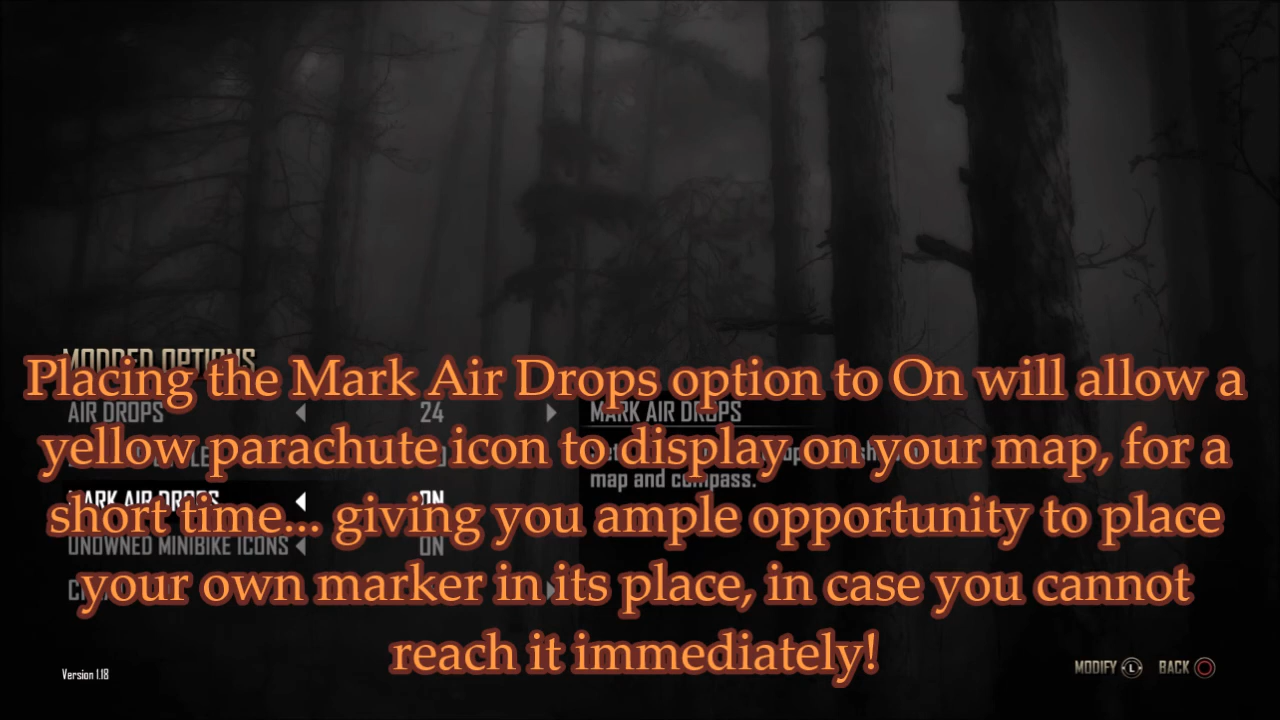 MODDED OPTIONS
Placing the Mark Air Drops option to On will allow a
AIR DROPS 24 MARK AIR DROPS
yellow parachute icon to display on your map, for a
map and compass.
MARK AIR DROPS ON
short time... giving you ample opportunity to place
UNOWNED MINIBIKE ICONS ON
your own marker in its place, in case you cannot
reach it immediately!
Version 1.18
MODIFY L BACK